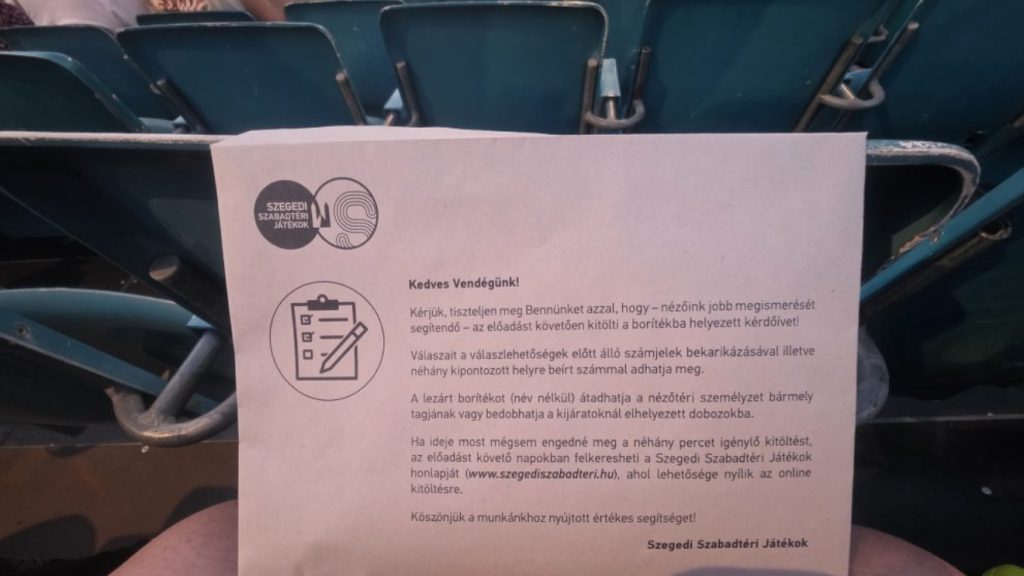 SZEGEDI
SZABADTÉRI
JÁTÉKOK
Kedves Vendégünk!
Kérjük, tiszteljen meg Bennünket azzal, hogy – nézőink jobb megismerését
segítendő – az előadást követően kitölti a borítékba helyezett kérdőívet!
Válaszait a válaszlehetőségek előtt álló számjelek bekarikázásával illetve
néhány kipontozott helyre beírt számmal adhatja meg.
A lezárt borítékot (név nélkül) átadhatja a nézőtéri személyzet bármely
tagjának vagy bedobhatja a kijáratoknál elhelyezett dobozokba.
Ha ideje most mégsem engedné meg a néhány percet igénylő kitöltést,
az előadást követő napokban felkeresheti a Szegedi Szabadtéri Játékok
honlapját (www.szegediszabadteri.hu), ahol lehetősége nyílik az online
kitöltésre.
Köszönjük a munkánkhoz nyújtott értékes segítséget!
Szegedi Szabadtéri Játékok